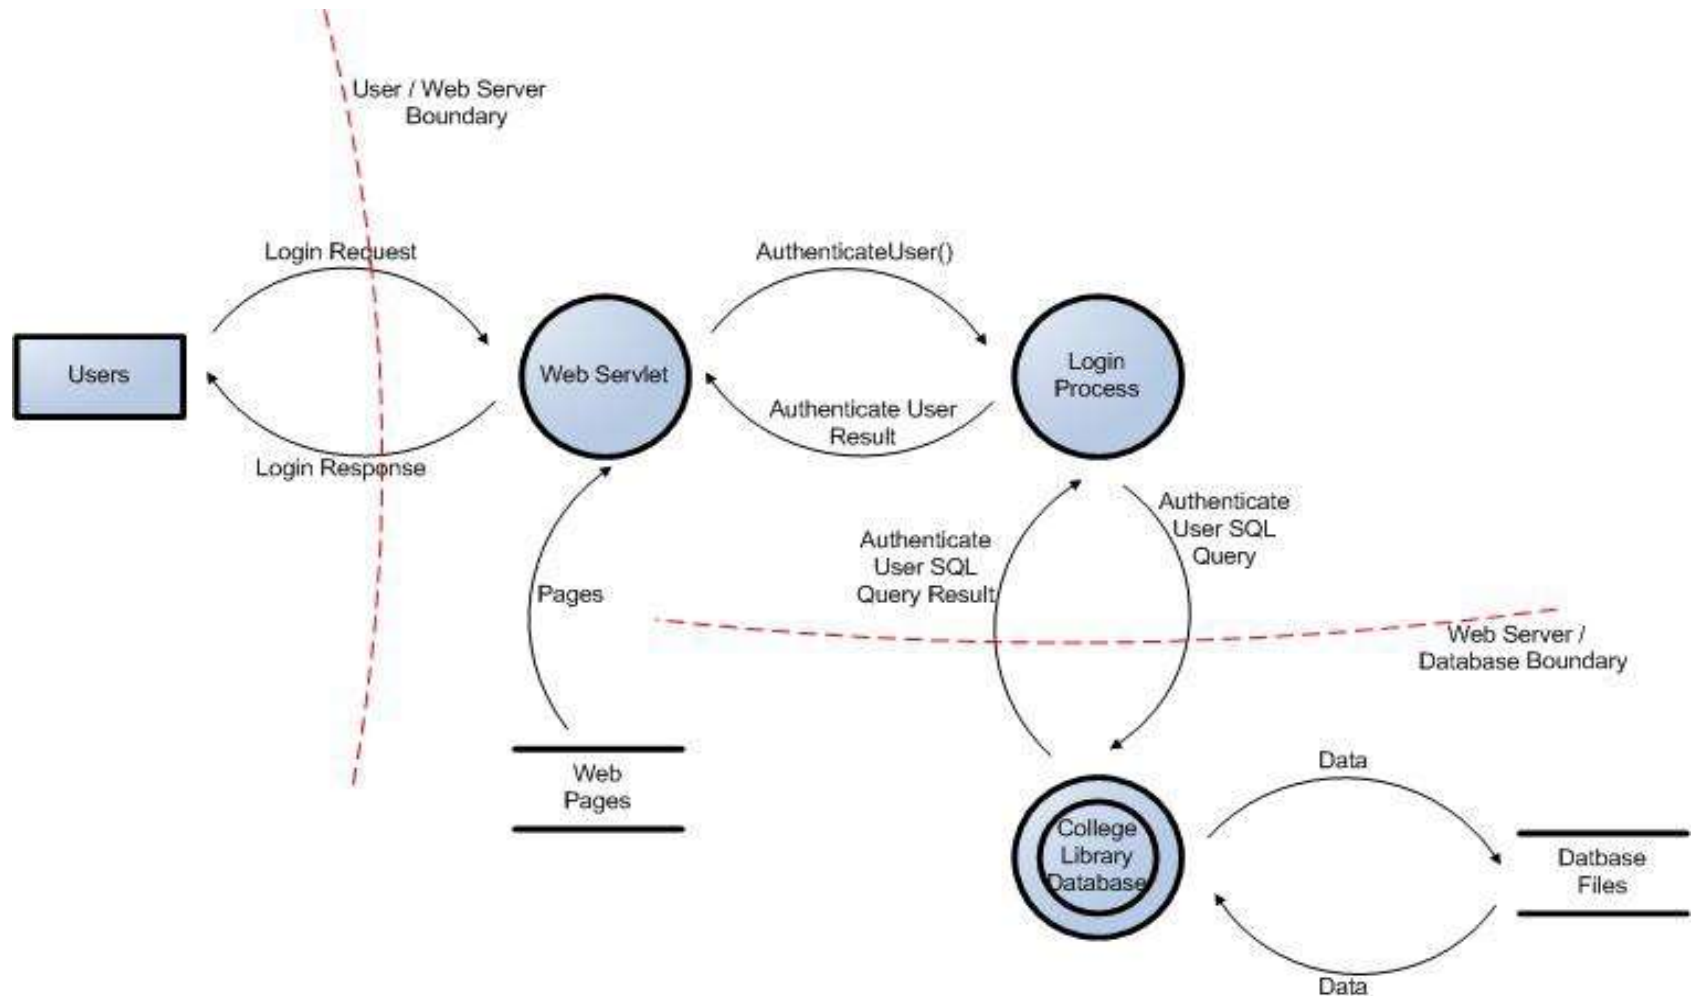 User / Web Server
Boundary
Login Request
AuthenticateUser()
Users
Web Servlet
Login
Process
Authenticate User
Result
Login Response
Authenticate
User SQL
Query
Authenticate
User SQL
Query Result
Pages
Web Server /
Database Boundary
Web
Pages
Data
College
Library
Database
Datbase
Files
Data